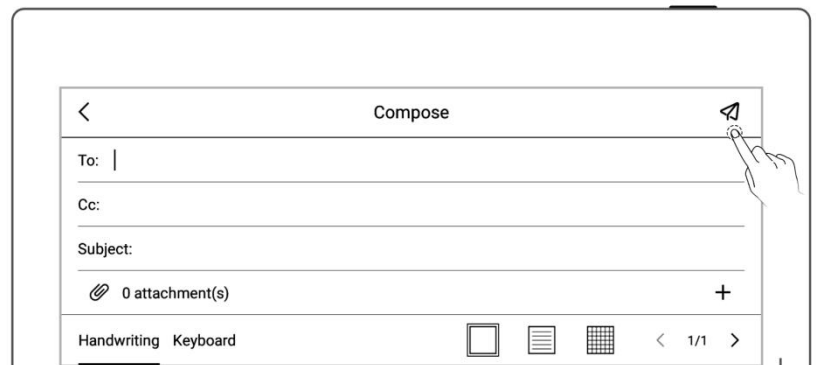 Compose
To:
Cc:
Subject:
0 attachment(s)
Handwriting Keyboard 1/1